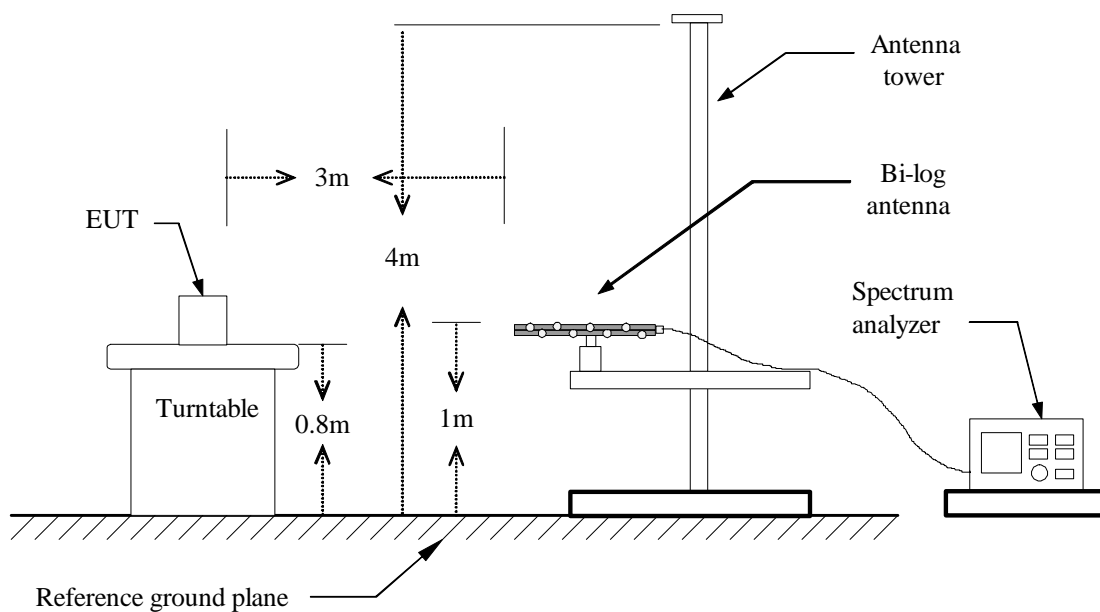 Antenna
tower
3m
Bi-log
antenna
EUT
4m
Spectrum
analyzer
Turntable
0.8m
1m
Reference ground plane